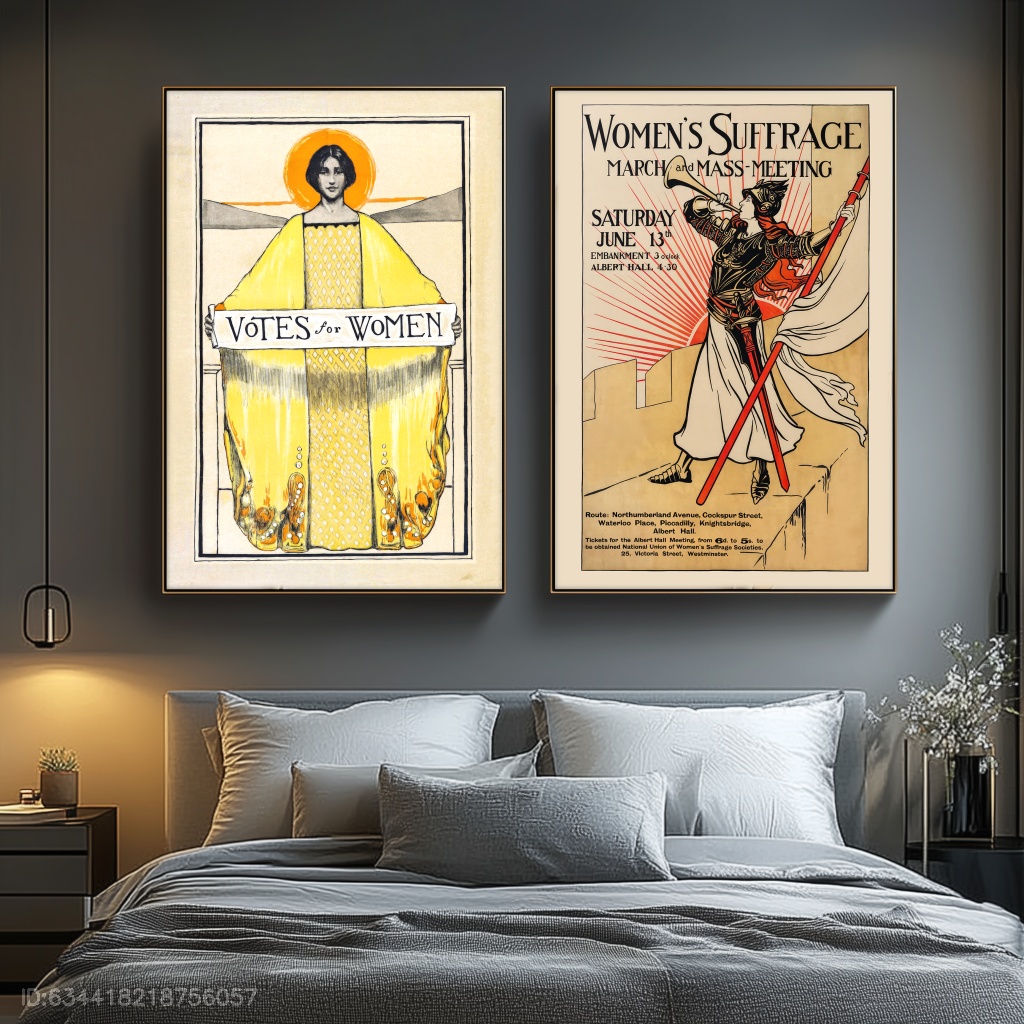 VOTES for WOMEN
WOMEN'S SUFFRAGE
MARCH and MASS-MEETING
SATURDAY
JUNE 13th
EMBANKMENT 3 o'clock
ALBERT HALL 4-30
Route: Northumberland Avenue, Cockspur Street,
Waterloo Place, Piccadilly, Knightsbridge,
Albert Hall.
Tickets for the Albert Hall Meeting, from 6d. to 5s. to
be obtained National Union of Women's Suffrage Societies,
25, Victoria Street, Westminster.
ID:634418218756057